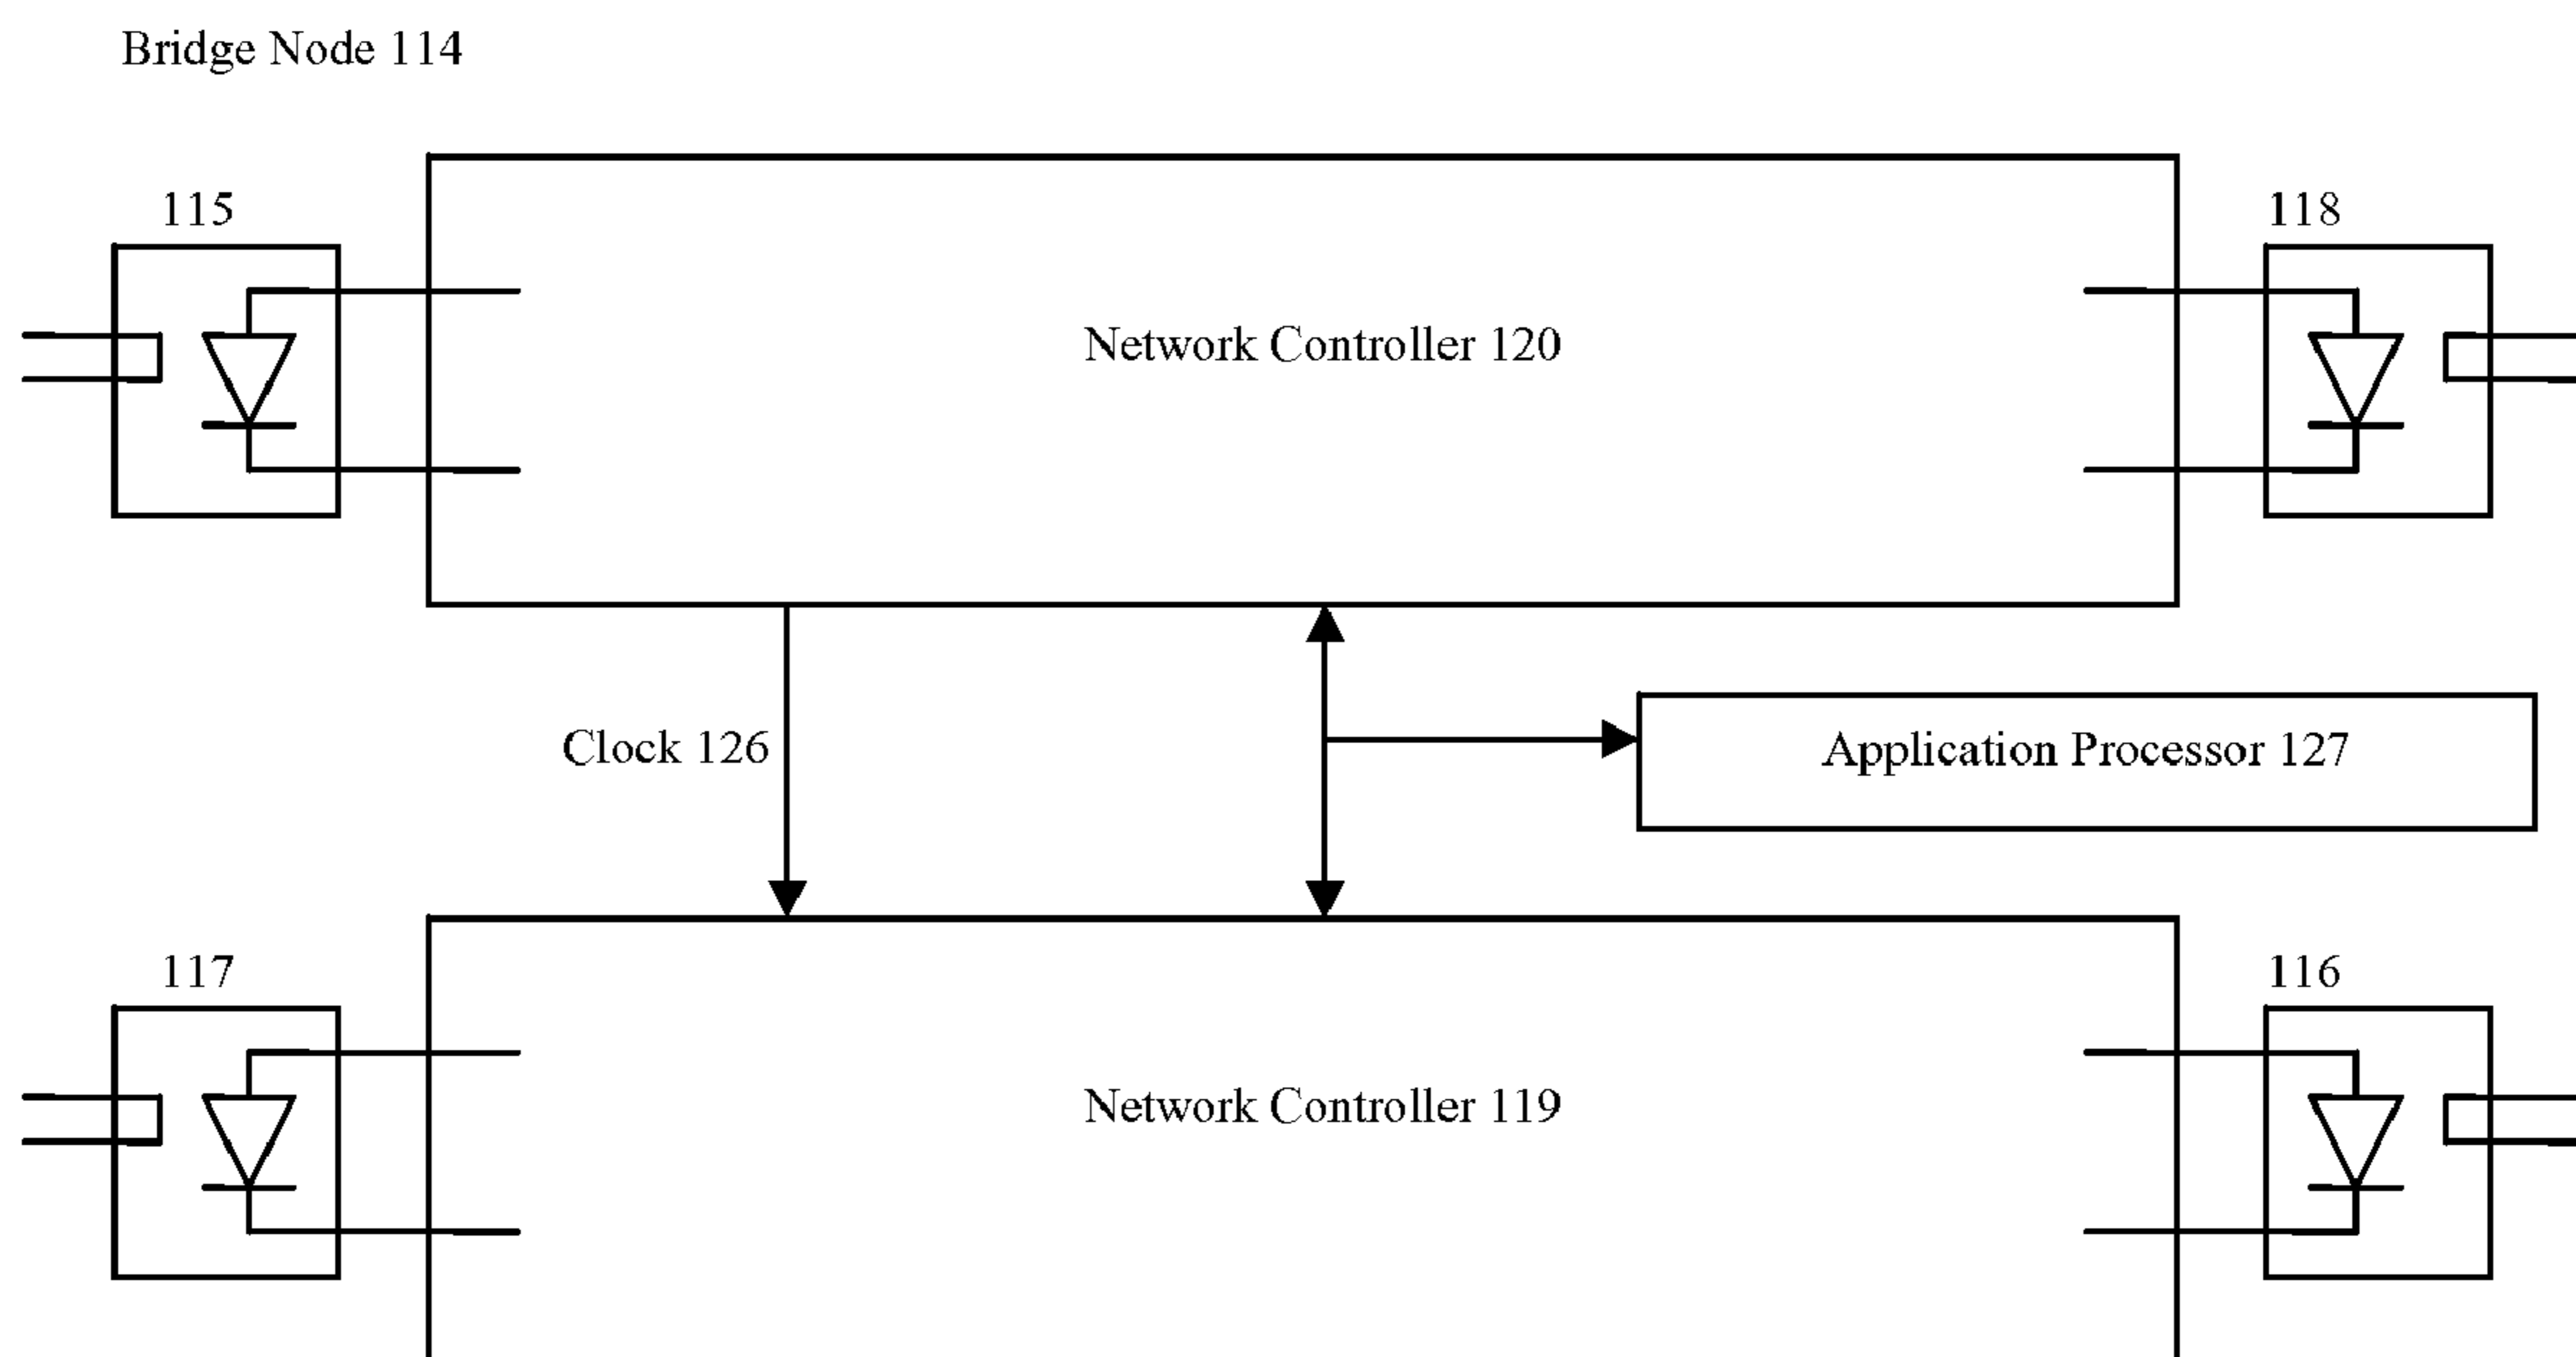 Bridge Node 114
115
118
Network Controller 120
Clock 126
Application Processor 127
117
116
Network Controller 119